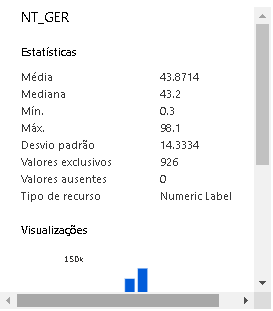 NT_GER
Estatísticas
Média 43.8714
Mediana 43.2
Mín. 0.3
Máx. 98.1
Desvio padrão 14.3334
Valores exclusivos 926
Valores ausentes 0
Tipo de recurso Numeric Label
Visualizações
150k